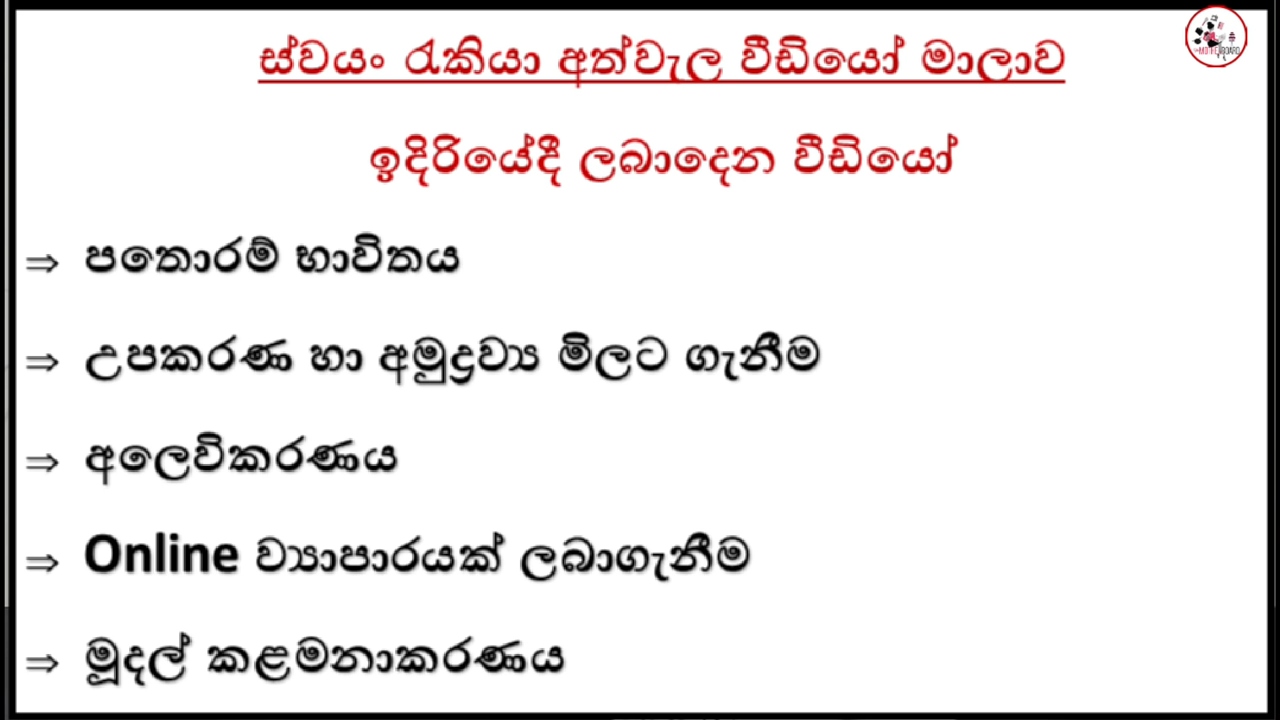 ස්වයං රැකියා අත්වැල වීඩියෝ මාලාව
ඉදිරියේදී ලබාදෙන වීඩියෝ
⇒ පතොරම් භාවිතය
⇒ උපකරණ හා අමුද්‍රව්‍ය මිලට ගැනීම
⇒ අලෙවිකරණය
⇒ Online ව්‍යාපාරයක් ලබාගැනීම
⇒ මූදල් කළමනාකරණය